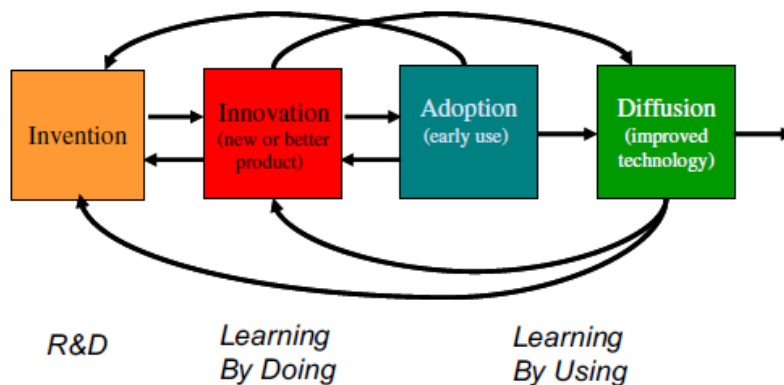 Invention
Innovation
(new or better
product)
Adoption
(early use)
Diffusion
(improved
technology)
R&D
Learning
By Doing
Learning
By Using